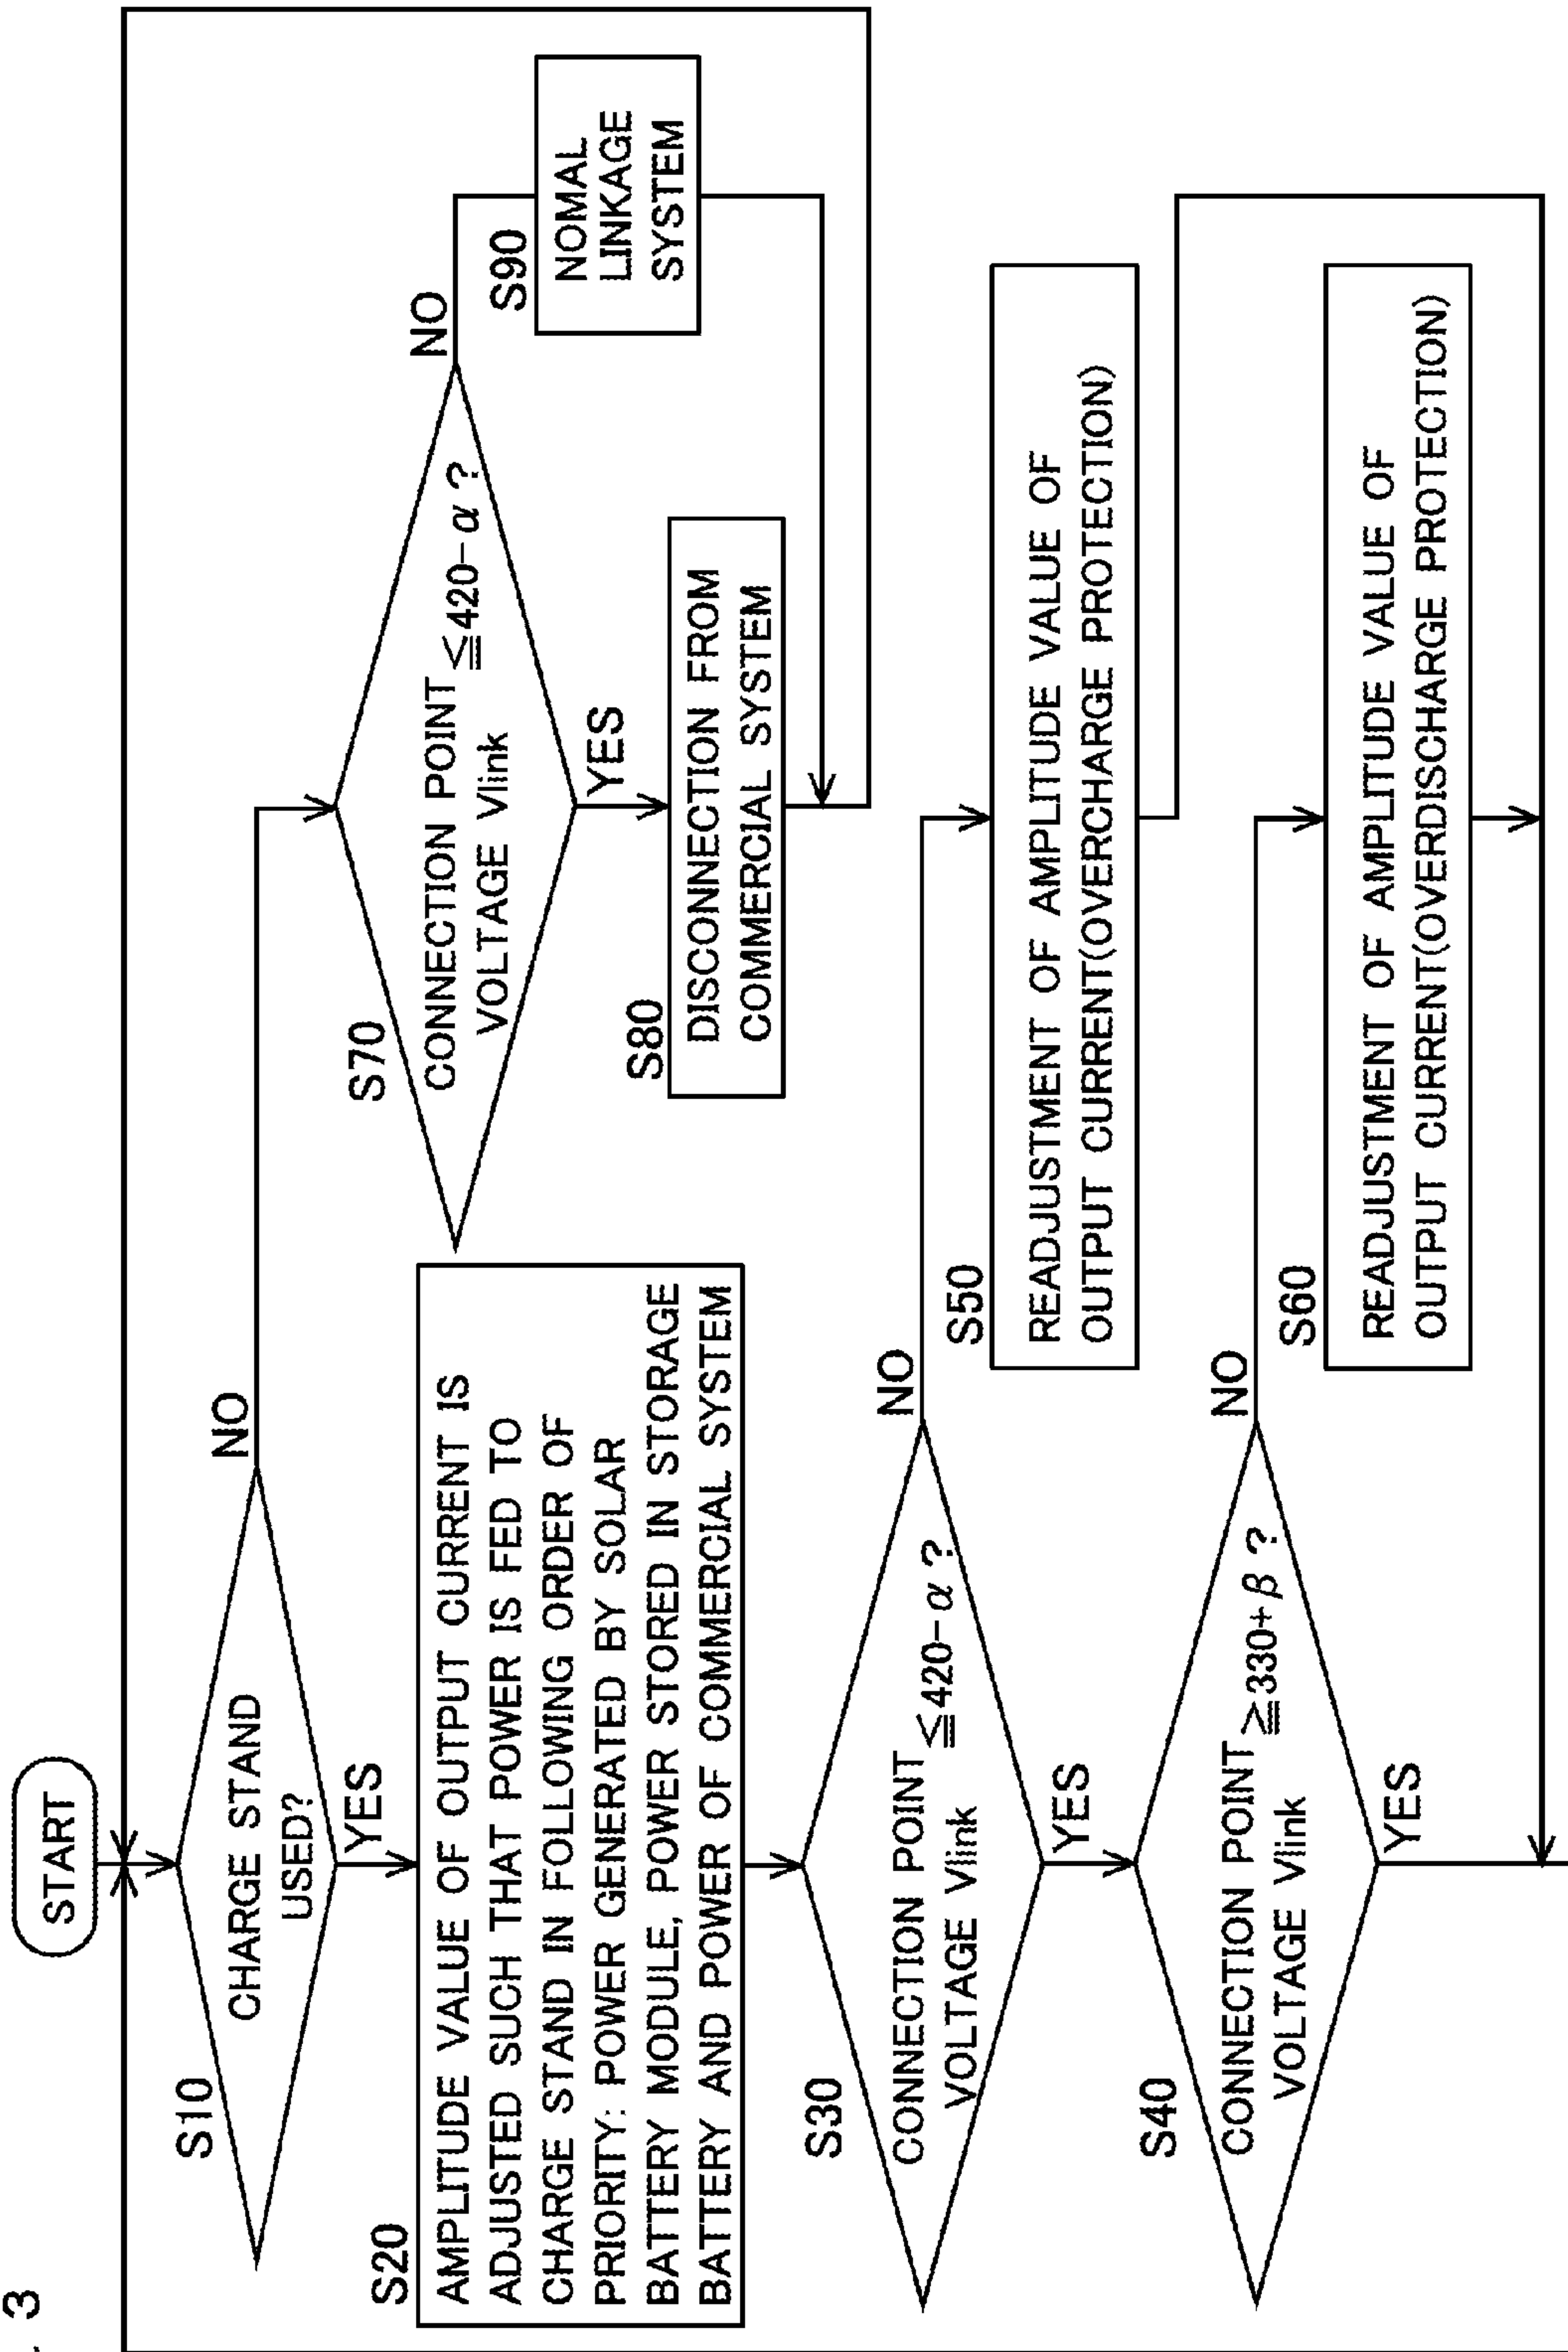 3
START
S10
CHARGE STAND
USED?
NO
YES
S20
AMPLITUDE VALUE OF OUTPUT CURRENT IS
ADJUSTED SUCH THAT POWER IS FED TO
CHARGE STAND IN FOLLOWING ORDER OF
PRIORITY: POWER GENERATED BY SOLAR
BATTERY MODULE, POWER STORED IN STORAGE
BATTERY AND POWER OF COMMERCIAL SYSTEM
S30
CONNECTION POINT
VOLTAGE Vlink
≦420-α ?
NO
YES
S40
CONNECTION POINT
VOLTAGE Vlink
≧330+β ?
NO
YES
S50
READJUSTMENT OF AMPLITUDE VALUE OF
OUTPUT CURRENT(OVERCHARGE PROTECTION)
S60
READJUSTMENT OF AMPLITUDE VALUE OF
OUTPUT CURRENT(OVERDISCHARGE PROTECTION)
S70
CONNECTION POINT
VOLTAGE Vlink
≦420-α ?
NO
YES
S80
DISCONNECTION FROM
COMMERCIAL SYSTEM
S90
NOMAL
LINKAGE
SYSTEM